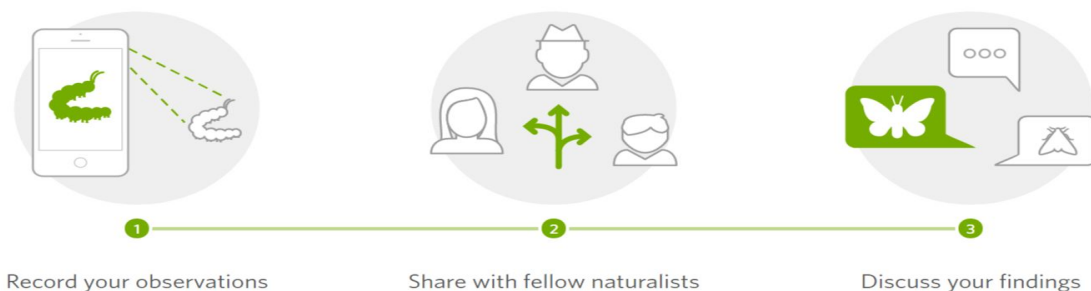 1
2
3
Record your observations
Share with fellow naturalists
Discuss your findings